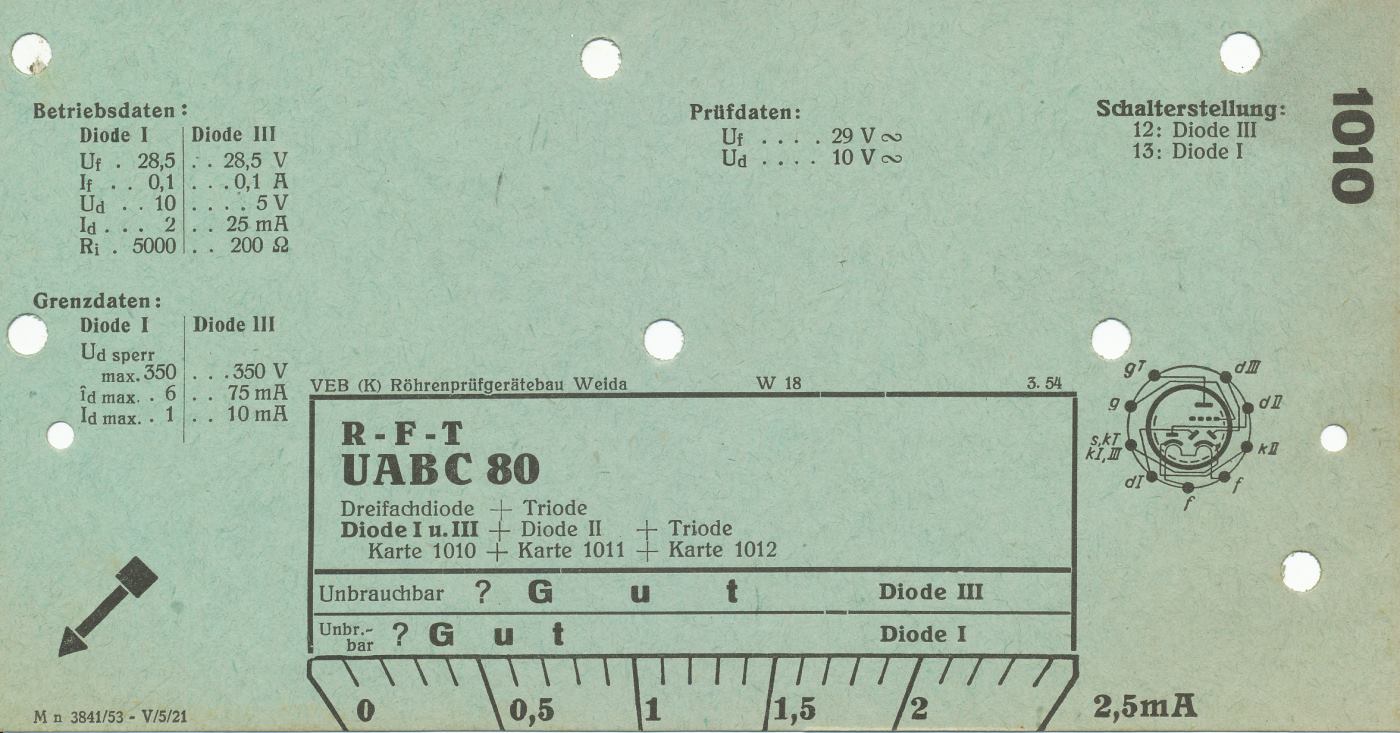 Betriebsdaten:
Diode I | Diode III
Uf . 28,5 | . . 28,5 V
If . . 0,1 | . . . 0,1 A
Ud . . 10 | . . . . 5 V
Id . . . 2 | . . 25 mA
Ri . 5000 | . . 200 Ω
Grenzdaten:
Diode I | Diode III
Ud sperr
max. 350 | . . . 350 V
îd max. . 6 | . . 75 mA
Id max. . 1 | . . 10 mA
Prüfdaten:
Uf . . . . 29 V ∾
Ud . . . . 10 V ∾
Schalterstellung:
12: Diode III
13: Diode I
1010
VEB (K) Röhrenprüfgerätebau Weida W 18 3. 54
R - F - T
UABC 80
Dreifachdiode + Triode
Diode I u. III + Diode II + Triode
Karte 1010 + Karte 1011 + Karte 1012
Unbrauchbar ? G u t Diode III
Unbr.-
bar ? G u t Diode I
0 0,5 1 1,5 2 2,5mA
gT
dIII
g
dII
s,kT
kI,III
kII
dI
f
f
M n 3841/53 - V/5/21